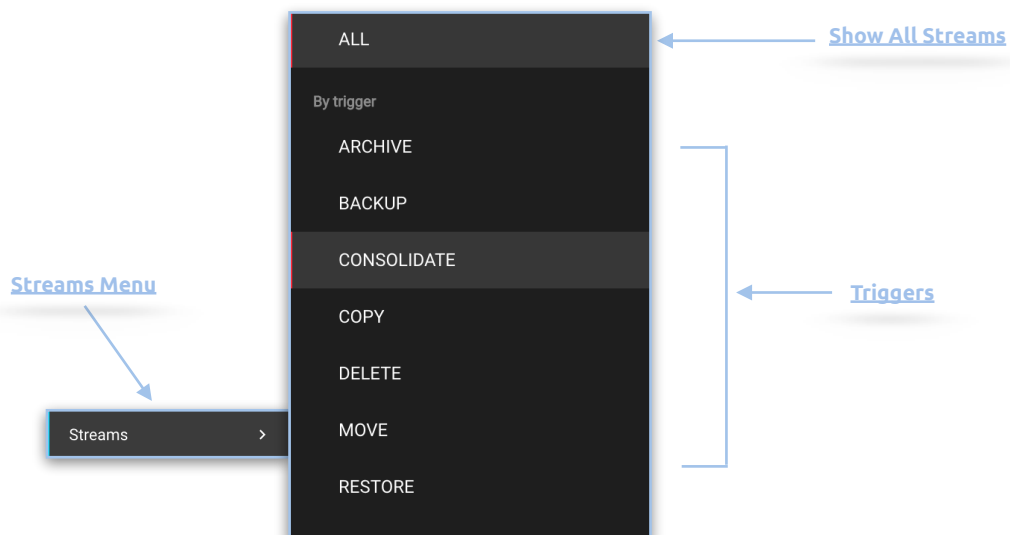 ALL
Show All Streams
By trigger
ARCHIVE
BACKUP
CONSOLIDATE
Streams Menu
Triggers
COPY
DELETE
Streams
MOVE
RESTORE